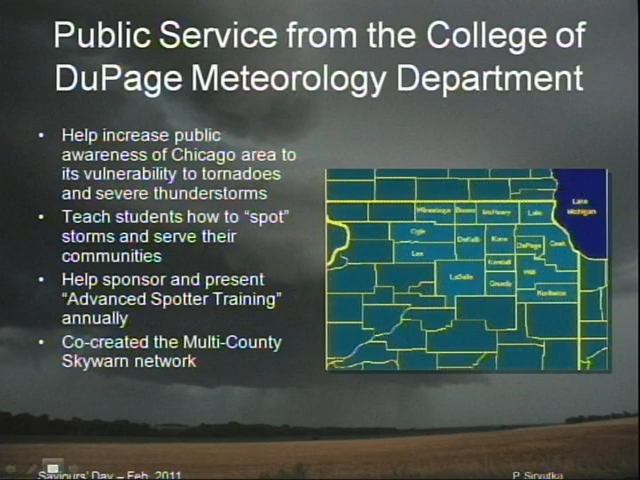 Public Service from the College of
DuPage Meteorology Department
• Help increase public
awareness of Chicago area to
its vulnerability to tornadoes
and severe thunderstorms
• Teach students how to “spot”
storms and serve their
communities
• Help sponsor and present
“Advanced Spotter Training”
annually
• Co-created the Multi-County
Skywarn network
Lake
Michigan
Winnebago Boone McHenry Lake
Ogle DeKalb Kane DuPage Cook
Lee Kendall
LaSalle Will
Grundy
Kankakee
Saviours’ Day – Feb. 2011
P. Sirvatka